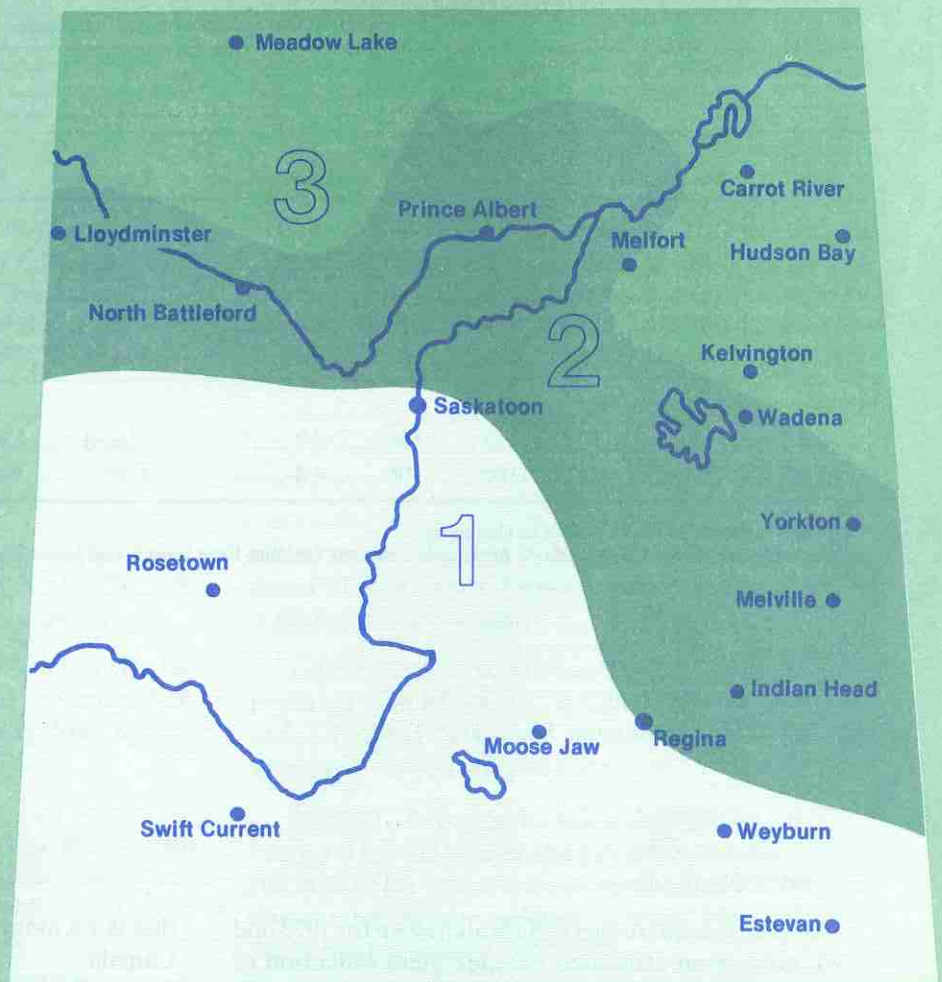 Meadow Lake
3
Carrot River
Prince Albert
Lloydminster
Melfort
Hudson Bay
North Battleford
2
Kelvington
Saskatoon
Wadena
1
Yorkton
Rosetown
Melville
Indian Head
Regina
Moose Jaw
Swift Current
Weyburn
Estevan